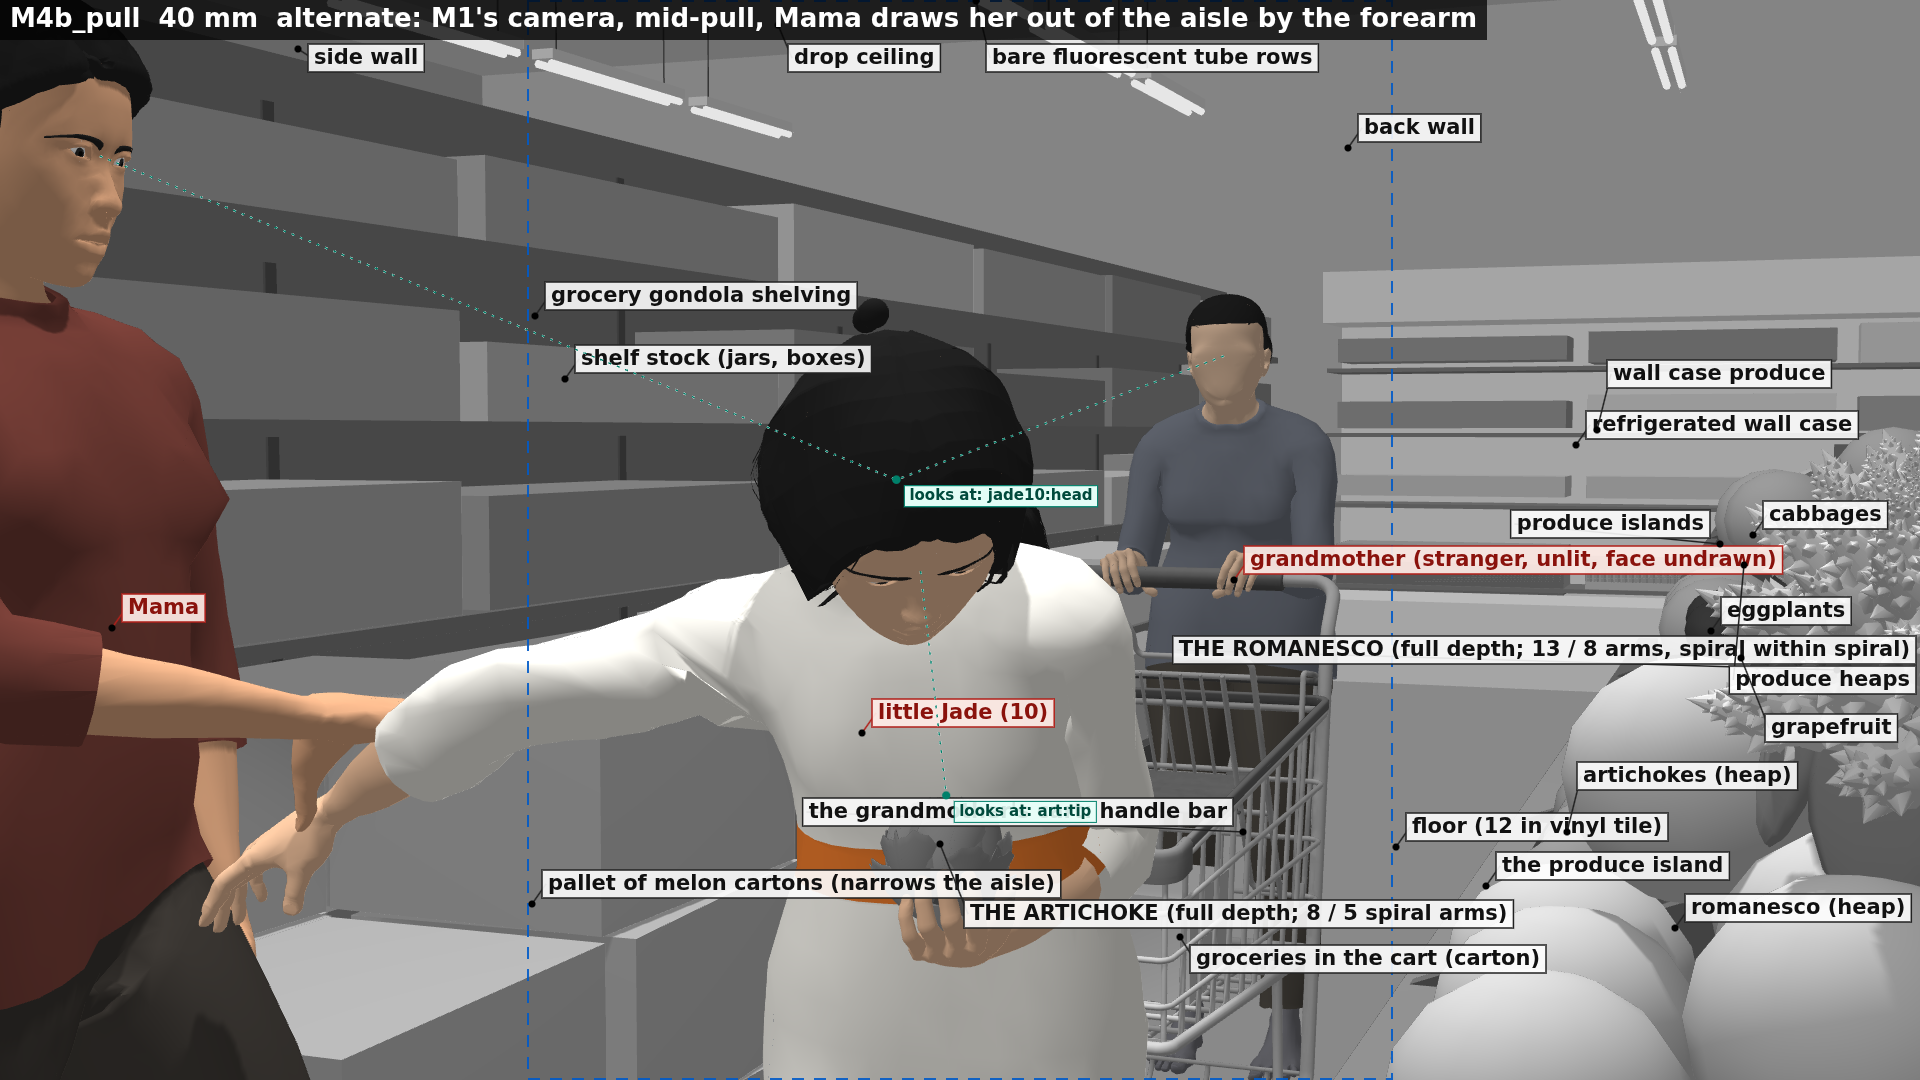 M4b_pull 40 mm alternate: M1's camera, mid-pull, Mama draws her out of the aisle by the forearm
side wall
drop ceiling
bare fluorescent tube rows
back wall
grocery gondola shelving
shelf stock (jars, boxes)
wall case produce
refrigerated wall case
looks at: jade10:head
cabbages
produce islands
grandmother (stranger, unlit, face undrawn)
Mama
eggplants
THE ROMANESCO (full depth; 13 / 8 arms, spiral within spiral)
produce heaps
little Jade (10)
grapefruit
artichokes (heap)
the grandmo
looks at: art:tip
handle bar
floor (12 in vinyl tile)
the produce island
pallet of melon cartons (narrows the aisle)
romanesco (heap)
THE ARTICHOKE (full depth; 8 / 5 spiral arms)
groceries in the cart (carton)